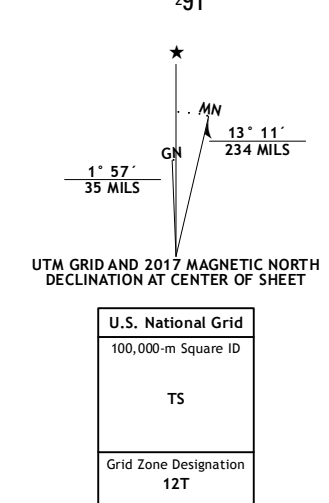 ²91
★
MN
13° 11´
234 MILS
GN
1° 57´
35 MILS
UTM GRID AND 2017 MAGNETIC NORTH
DECLINATION AT CENTER OF SHEET
U.S. National Grid
100,000-m Square ID
TS
Grid Zone Designation
12T